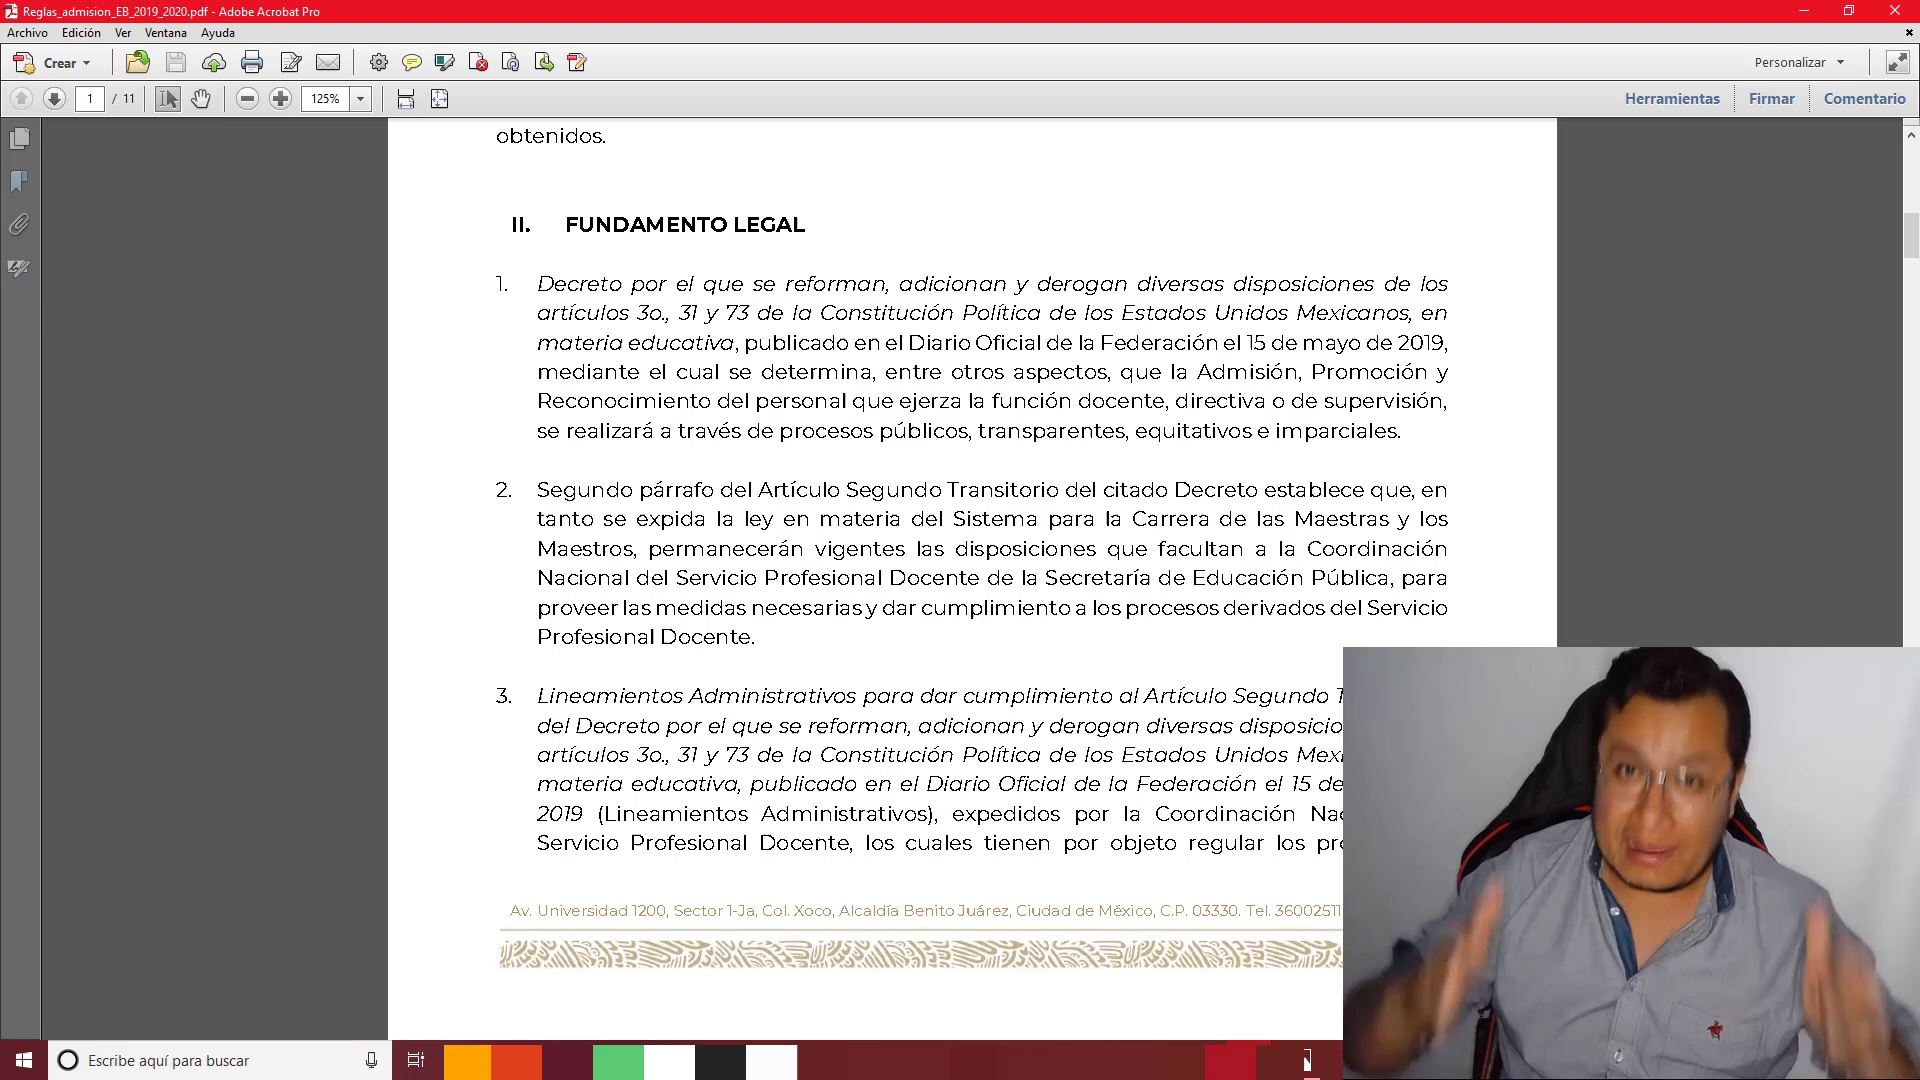 Reglas_admision_EB_2019_2020.pdf - Adobe Acrobat Pro
Archivo Edición Ver Ventana Ayuda
Crear
Personalizar
1 / 11
125%
Herramientas Firmar Comentario
obtenidos.
II. FUNDAMENTO LEGAL
1. Decreto por el que se reforman, adicionan y derogan diversas disposiciones de los
artículos 3o., 31 y 73 de la Constitución Política de los Estados Unidos Mexicanos, en
materia educativa, publicado en el Diario Oficial de la Federación el 15 de mayo de 2019,
mediante el cual se determina, entre otros aspectos, que la Admisión, Promoción y
Reconocimiento del personal que ejerza la función docente, directiva o de supervisión,
se realizará a través de procesos públicos, transparentes, equitativos e imparciales.
2. Segundo párrafo del Artículo Segundo Transitorio del citado Decreto establece que, en
tanto se expida la ley en materia del Sistema para la Carrera de las Maestras y los
Maestros, permanecerán vigentes las disposiciones que facultan a la Coordinación
Nacional del Servicio Profesional Docente de la Secretaría de Educación Pública, para
proveer las medidas necesarias y dar cumplimiento a los procesos derivados del Servicio
Profesional Docente.
3. Lineamientos Administrativos para dar cumplimiento al Artículo Segundo
del Decreto por el que se reforman, adicionan y derogan diversas
artículos 3o., 31 y 73 de la Constitución Política de los Estados Unidos
materia educativa, publicado en el Diario Oficial de la Federación el 15 de
2019 (Lineamientos Administrativos), expedidos por la Coordinación
Servicio Profesional Docente, los cuales tienen por objeto regular los
Av. Universidad 1200, Sector 1-Ja, Col. Xoco, Alcaldía Benito Juárez, Ciudad de México, C.P. 03330. Tel. 36002511
Escribe aquí para buscar